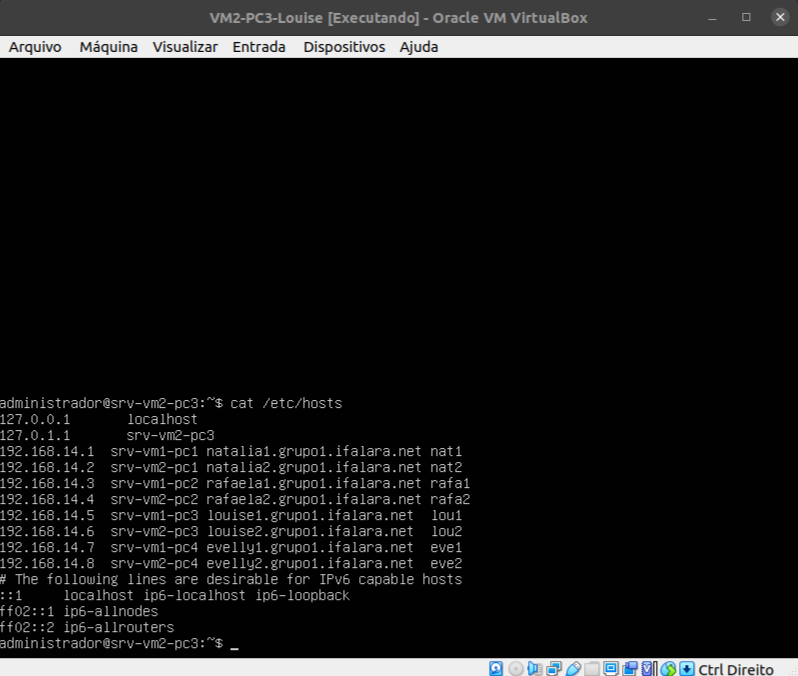 VM2-PC3-Louise [Executando] - Oracle VM VirtualBox
Arquivo Máquina Visualizar Entrada Dispositivos Ajuda
administrador@srv-vm2-pc3:~$ cat /etc/hosts
127.0.0.1 localhost
127.0.1.1 srv-vm2-pc3
192.168.14.1 srv-vm1-pc1 natalia1.grupo1.ifalara.net nat1
192.168.14.2 srv-vm2-pc1 natalia2.grupo1.ifalara.net nat2
192.168.14.3 srv-vm1-pc2 rafaela1.grupo1.ifalara.net rafa1
192.168.14.4 srv-vm2-pc2 rafaela2.grupo1.ifalara.net rafa2
192.168.14.5 srv-vm1-pc3 louise1.grupo1.ifalara.net lou1
192.168.14.6 srv-vm2-pc3 louise2.grupo1.ifalara.net lou2
192.168.14.7 srv-vm1-pc4 evelly1.grupo1.ifalara.net eve1
192.168.14.8 srv-vm2-pc4 evelly2.grupo1.ifalara.net eve2
# The following lines are desirable for IPv6 capable hosts
::1 localhost ip6-localhost ip6-loopback
ff02::1 ip6-allnodes
ff02::2 ip6-allrouters
administrador@srv-vm2-pc3:~$ _
Ctrl Direito